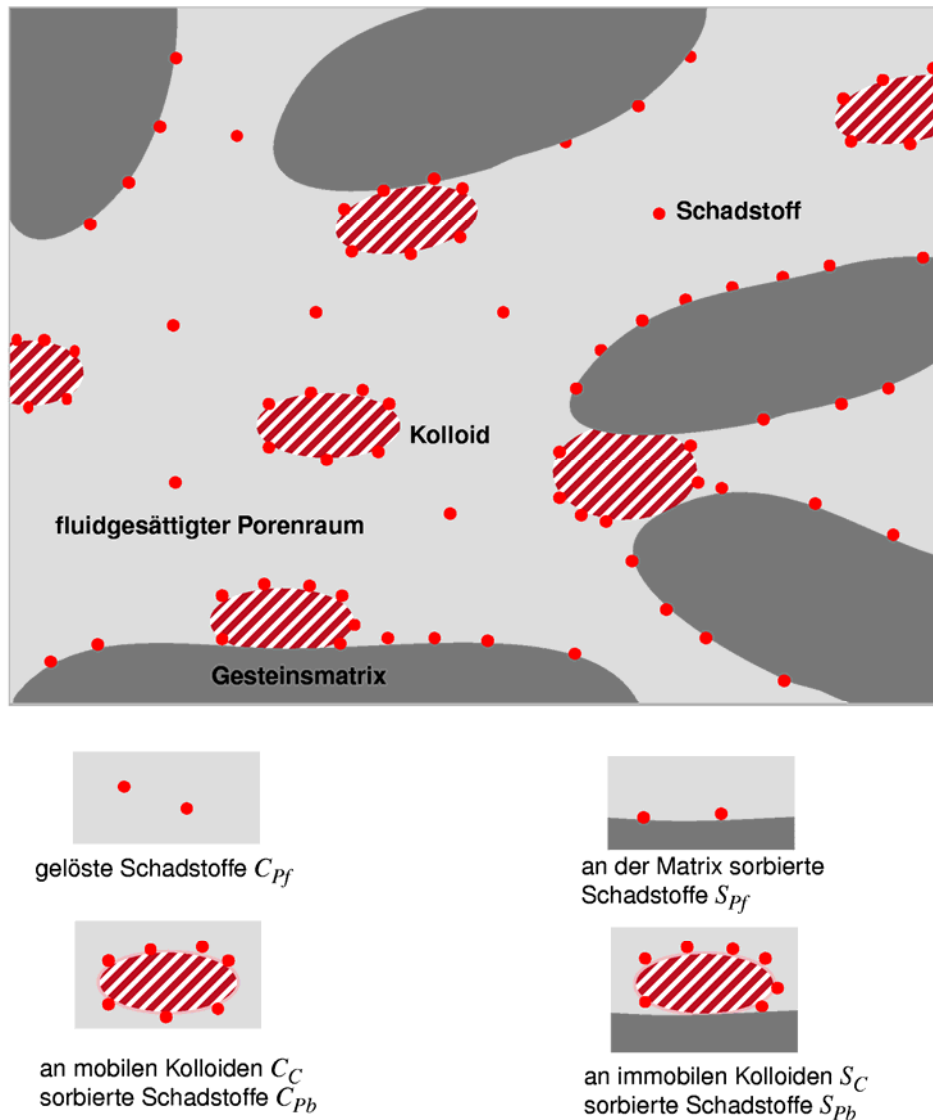 Schadstoff
Kolloid
fluidgesättigter Porenraum
Gesteinsmatrix
gelöste Schadstoffe C_Pf
an der Matrix sorbierte
Schadstoffe S_Pf
an mobilen Kolloiden C_C
sorbierte Schadstoffe C_Pb
an immobilen Kolloiden S_C
sorbierte Schadstoffe S_Pb